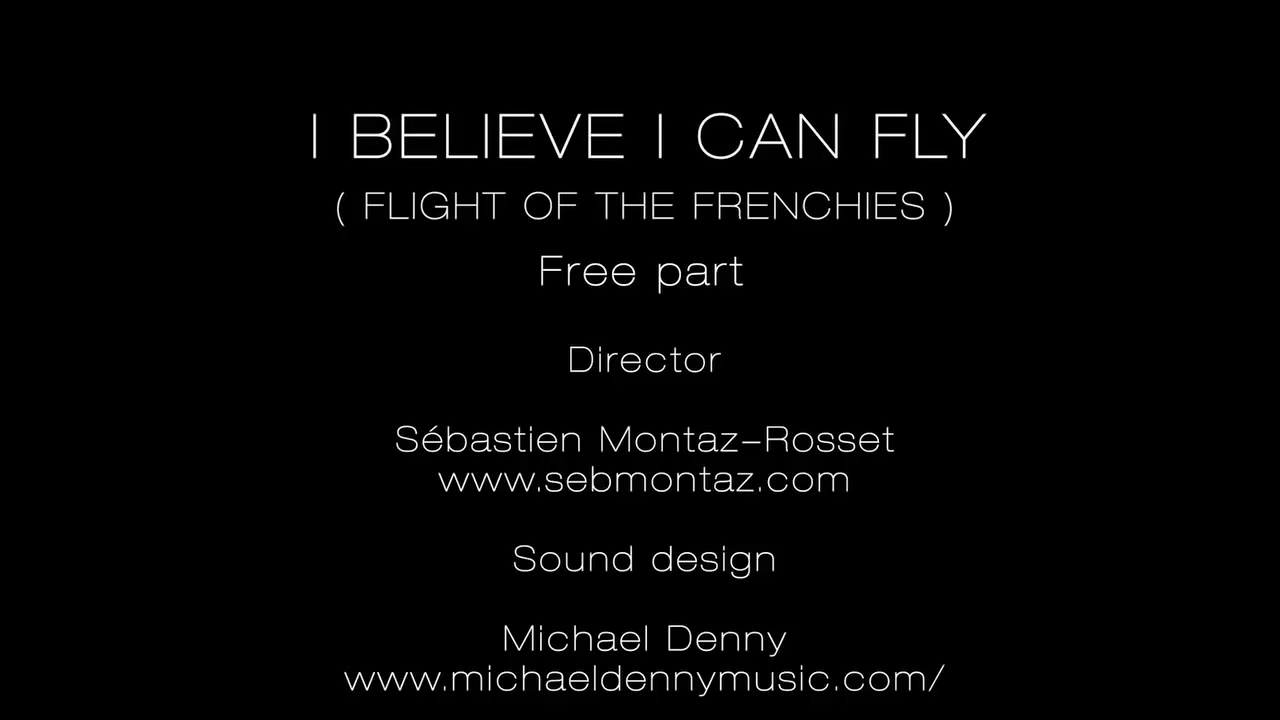 I BELIEVE I CAN FLY
( FLIGHT OF THE FRENCHIES )
Free part
Director
Sébastien Montaz-Rosset
www.sebmontaz.com
Sound design
Michael Denny
www.michaeldennymusic.com/